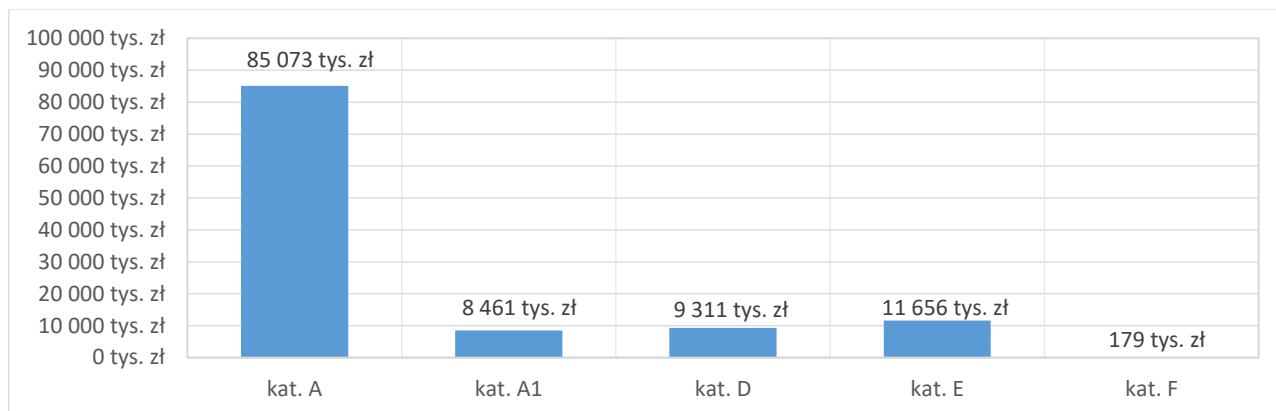 100 000 tys. zł
90 000 tys. zł
80 000 tys. zł
70 000 tys. zł
60 000 tys. zł
50 000 tys. zł
40 000 tys. zł
30 000 tys. zł
20 000 tys. zł
10 000 tys. zł
0 tys. zł
85 073 tys. zł
8 461 tys. zł
9 311 tys. zł
11 656 tys. zł
179 tys. zł
kat. A
kat. A1
kat. D
kat. E
kat. F